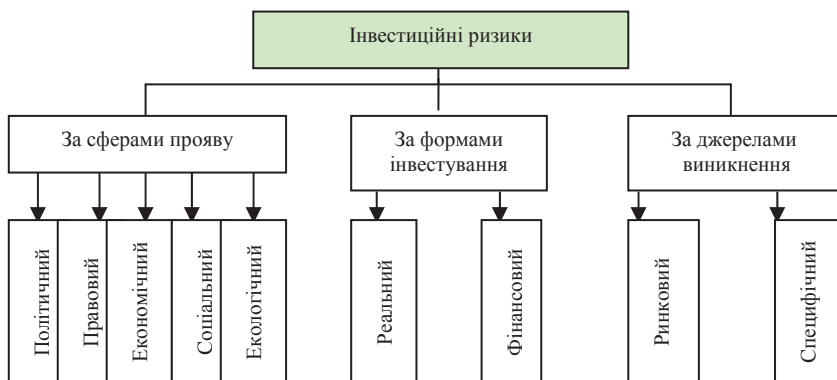 Інвестиційні ризики
За сферами прояву
За формами
інвестування
За джерелами
виникнення
Політичний
Правовий
Економічний
Соціальний
Екологічний
Реальний
Фінансовий
Ринковий
Специфічний